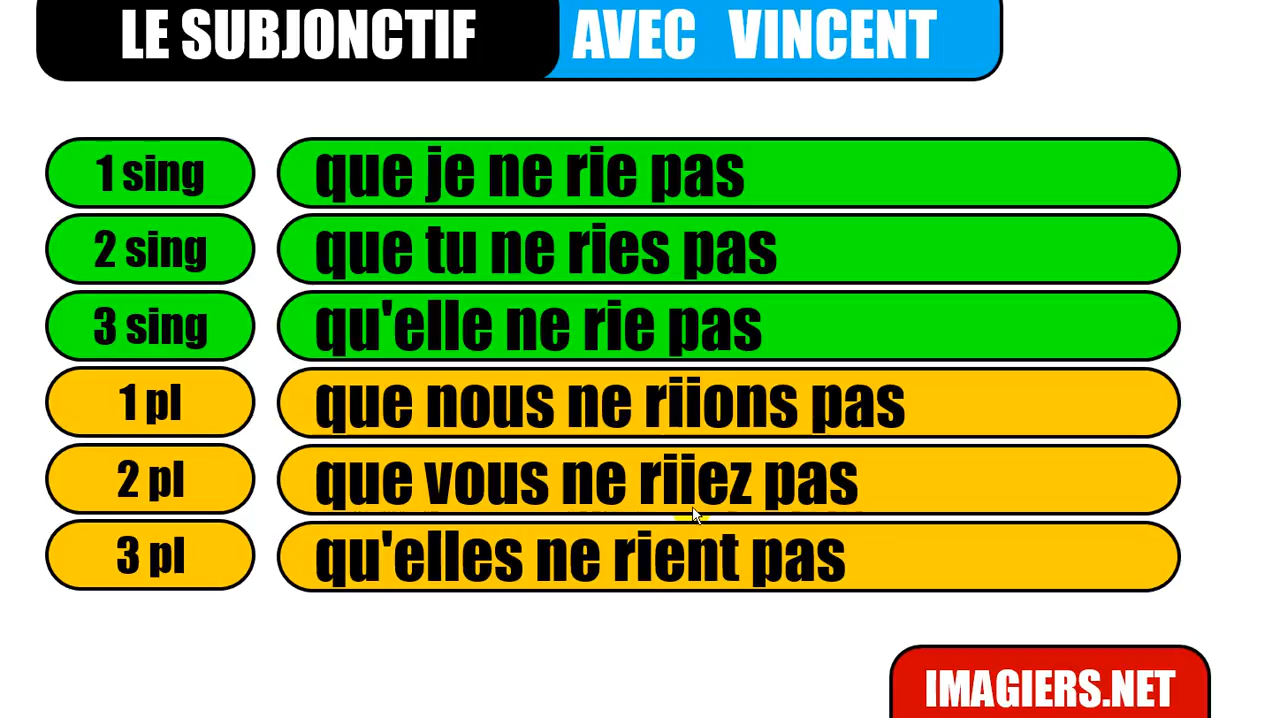 LE SUBJONCTIF AVEC VINCENT
1 sing que je ne rie pas
2 sing que tu ne ries pas
3 sing qu'elle ne rie pas
1 pl que nous ne riions pas
2 pl que vous ne riiez pas
3 pl qu'elles ne rient pas
IMAGIERS.NET